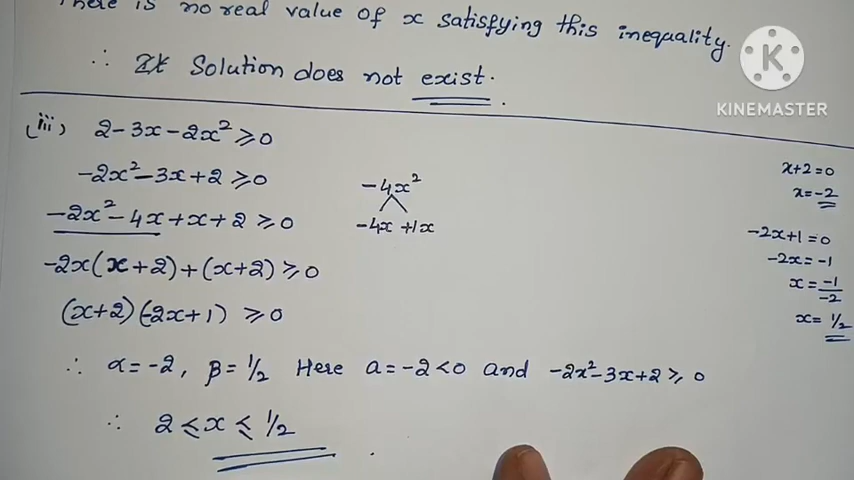 There is no real value of x satisfying this inequality.
∴ Solution does not exist.
KINEMASTER
(iii) 2-3x-2x² ≥ 0
-2x²-3x+2 ≥ 0
-2x²-4x+x+2 ≥ 0
-2x(x+2)+(x+2) ≥ 0
(x+2)(-2x+1) ≥ 0
-4x²
-4x +1x
x+2=0
x=-2
-2x+1=0
-2x=-1
x=-1/-2
x=1/2
∴ α=-2, β=1/2 Here a=-2<0 and -2x²-3x+2 ≥ 0
∴ 2 ≤ x ≤ 1/2